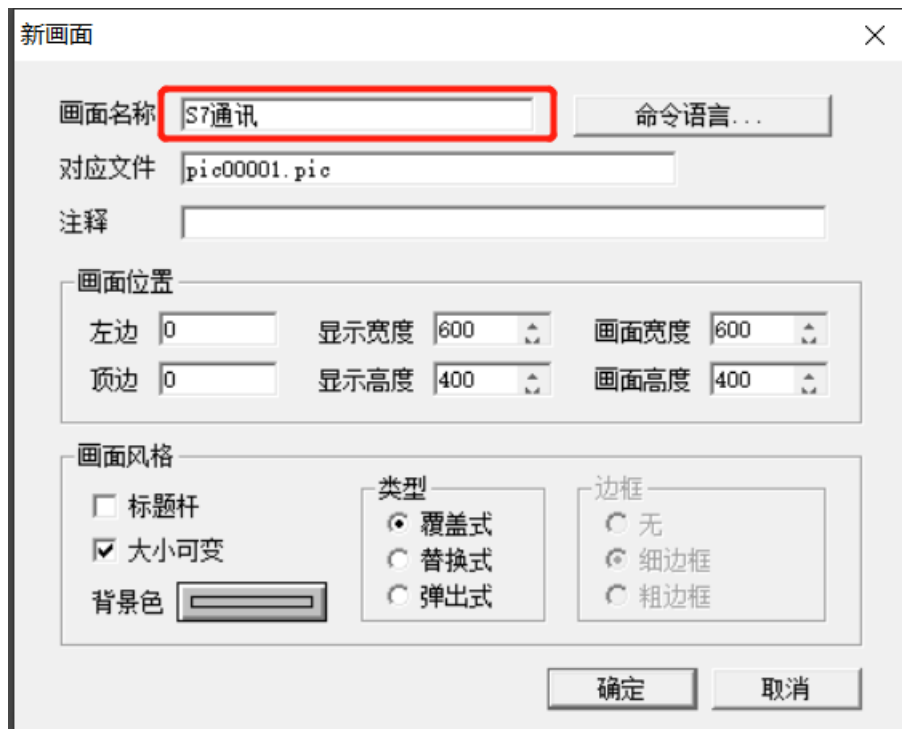 新画面
画面名称 S7通讯 命令语言...
对应文件 pic00001.pic
注释
画面位置
左边 0 显示宽度 600 画面宽度 600
顶边 0 显示高度 400 画面高度 400
画面风格
标题杆
大小可变
背景色
类型
覆盖式
替换式
弹出式
边框
无
细边框
粗边框
确定 取消